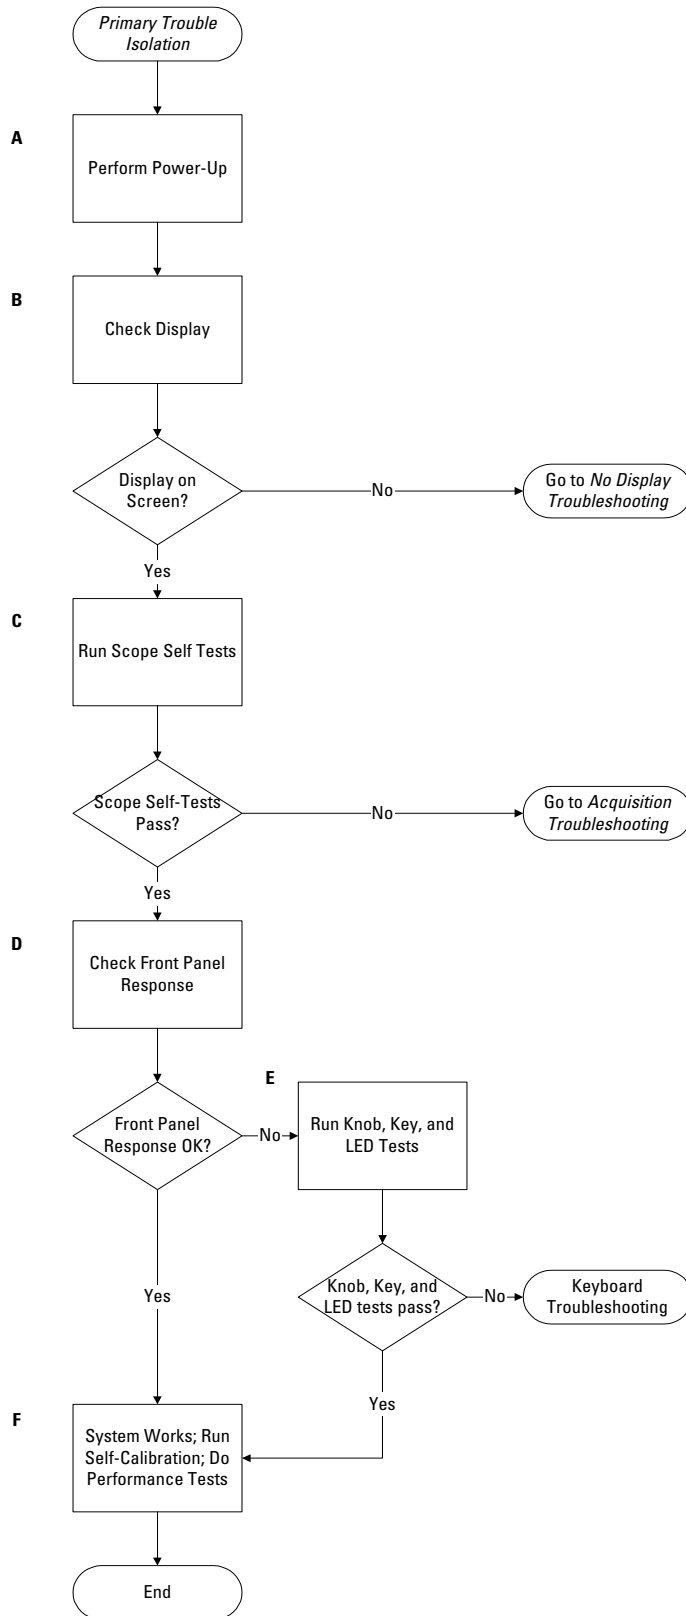 Primary Trouble
Isolation
A
Perform Power-Up
B
Check Display
Display on
Screen?
No
Go to No Display
Troubleshooting
Yes
C
Run Scope Self Tests
Scope Self-Tests
Pass?
No
Go to Acquisition
Troubleshooting
Yes
D
Check Front Panel
Response
E
Front Panel
Response OK?
No
Run Knob, Key, and
LED Tests
Knob, Key, and
LED tests pass?
No
Keyboard
Troubleshooting
Yes
Yes
F
System Works; Run
Self-Calibration; Do
Performance Tests
End